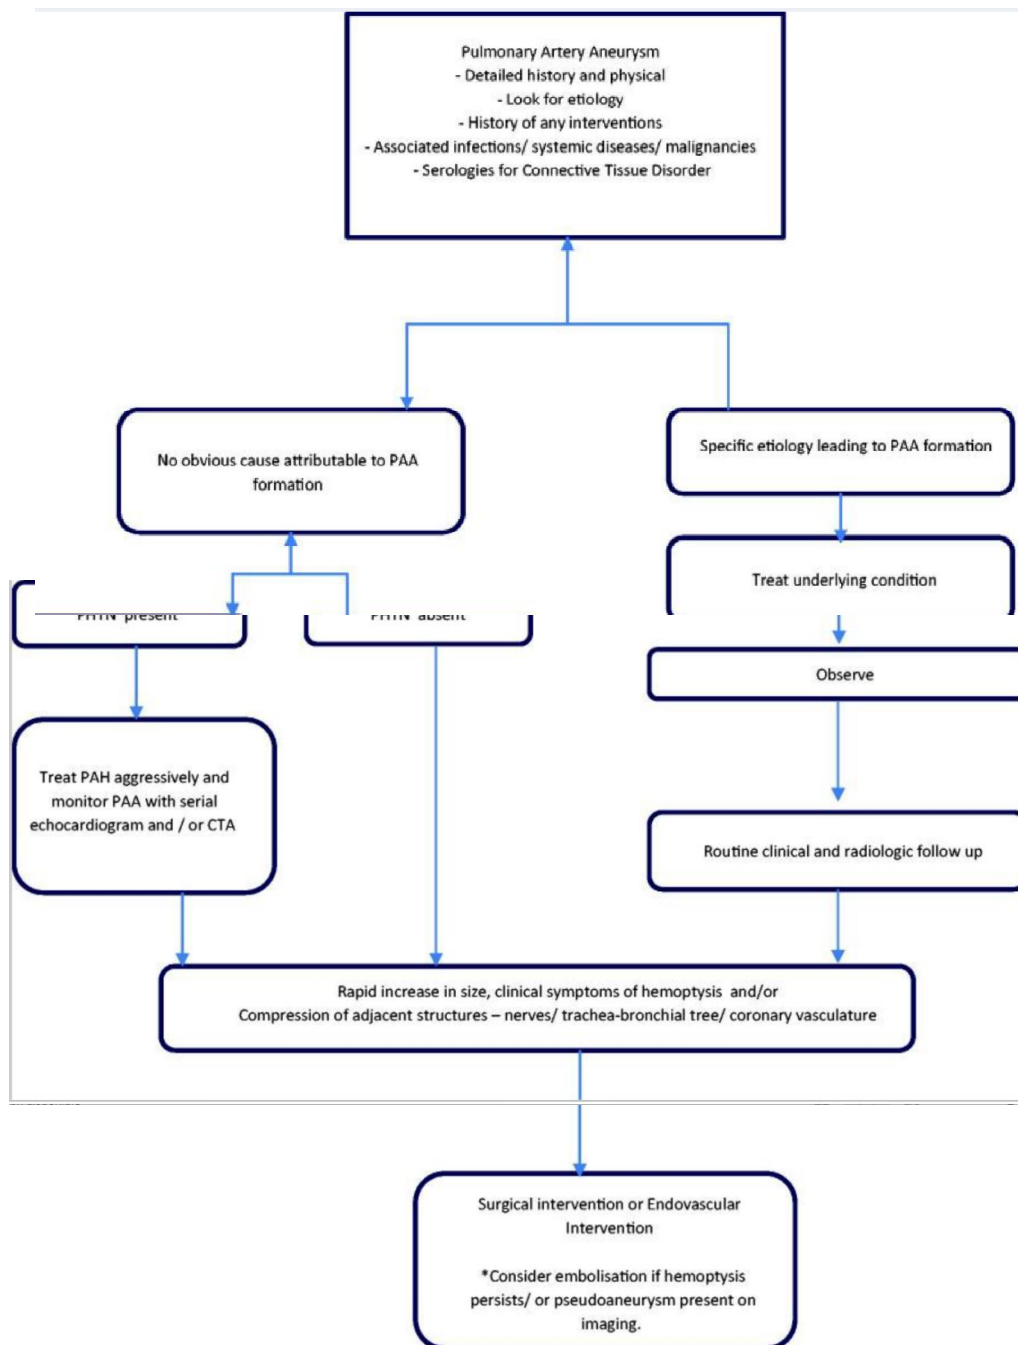 Pulmonary Artery Aneurysm
- Detailed history and physical
- Look for etiology
- History of any interventions
- Associated infections/ systemic diseases/ malignancies
- Serologies for Connective Tissue Disorder
No obvious cause attributable to PAA
formation
Specific etiology leading to PAA formation
Treat underlying condition
PHTN present
PHTN absent
Observe
Treat PAH aggressively and
monitor PAA with serial
echocardiogram and / or CTA
Routine clinical and radiologic follow up
Rapid increase in size, clinical symptoms of hemoptysis and/or
Compression of adjacent structures – nerves/ trachea-bronchial tree/ coronary vasculature
Surgical intervention or Endovascular
Intervention
*Consider embolisation if hemoptysis
persists/ or pseudoaneurysm present on
imaging.